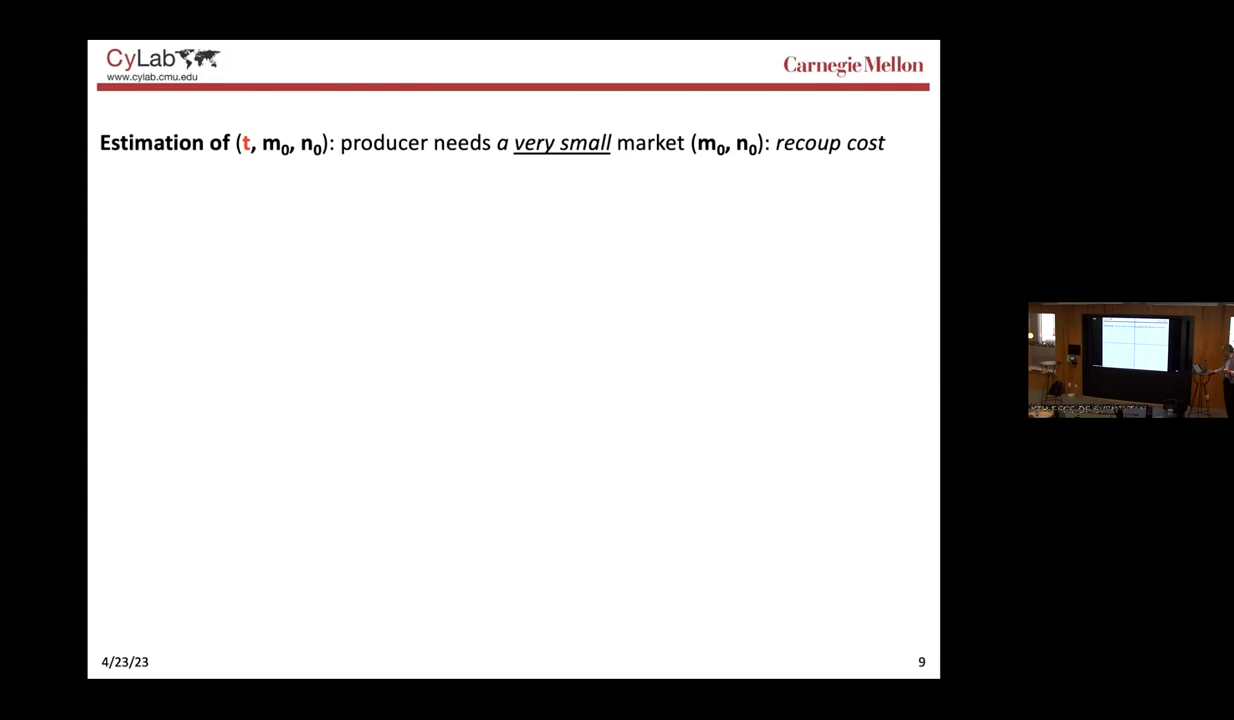 CyLab
www.cylab.cmu.edu
Carnegie Mellon
Estimation of (t, m₀, n₀): producer needs a very small market (m₀, n₀): recoup cost
4/23/23
9